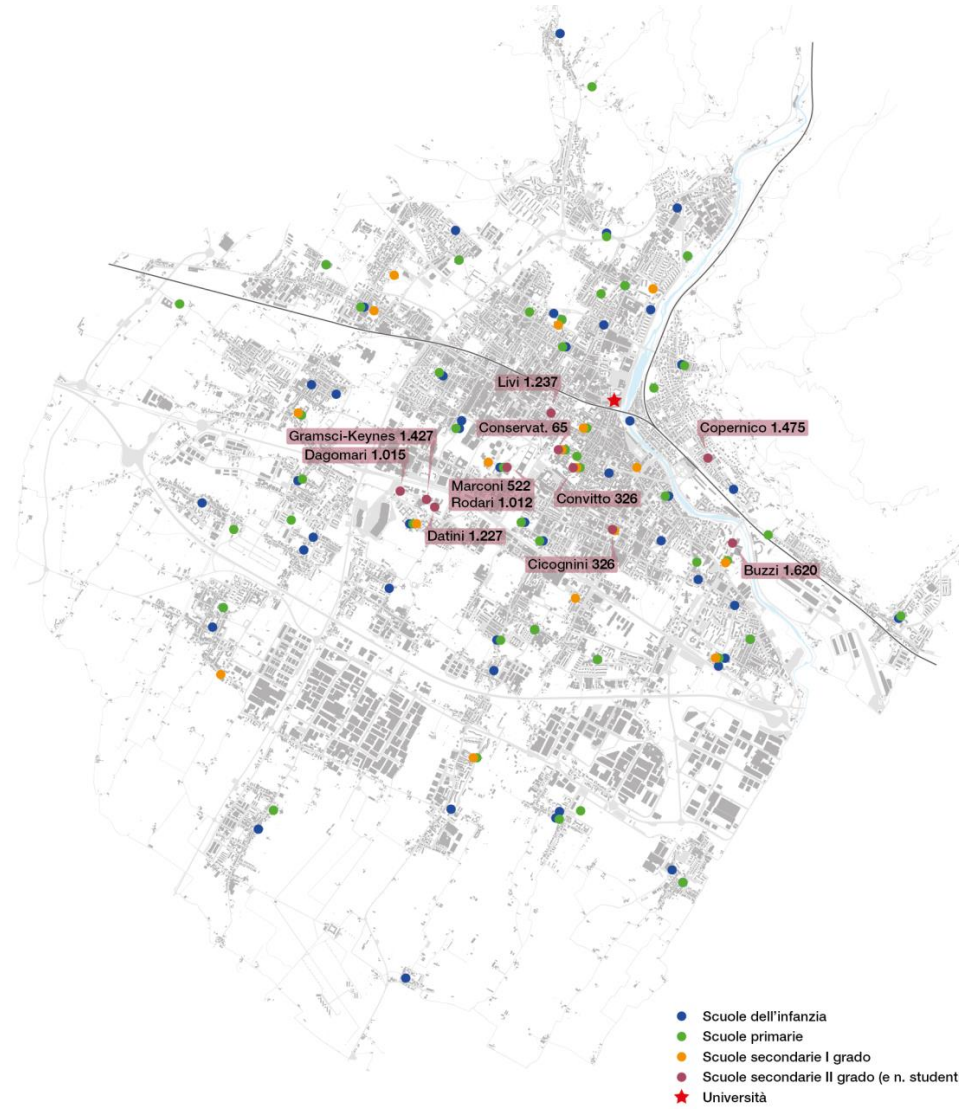 Livi 1.237
Conservat. 65
Copernico 1.475
Gramsci-Keynes 1.427
Dagomari 1.015
Marconi 522
Rodari 1.012
Convitto 326
Datini 1.227
Cicognini 326
Buzzi 1.620
Scuole dell'infanzia
Scuole primarie
Scuole secondarie I grado
Scuole secondarie II grado (e n. student
Università